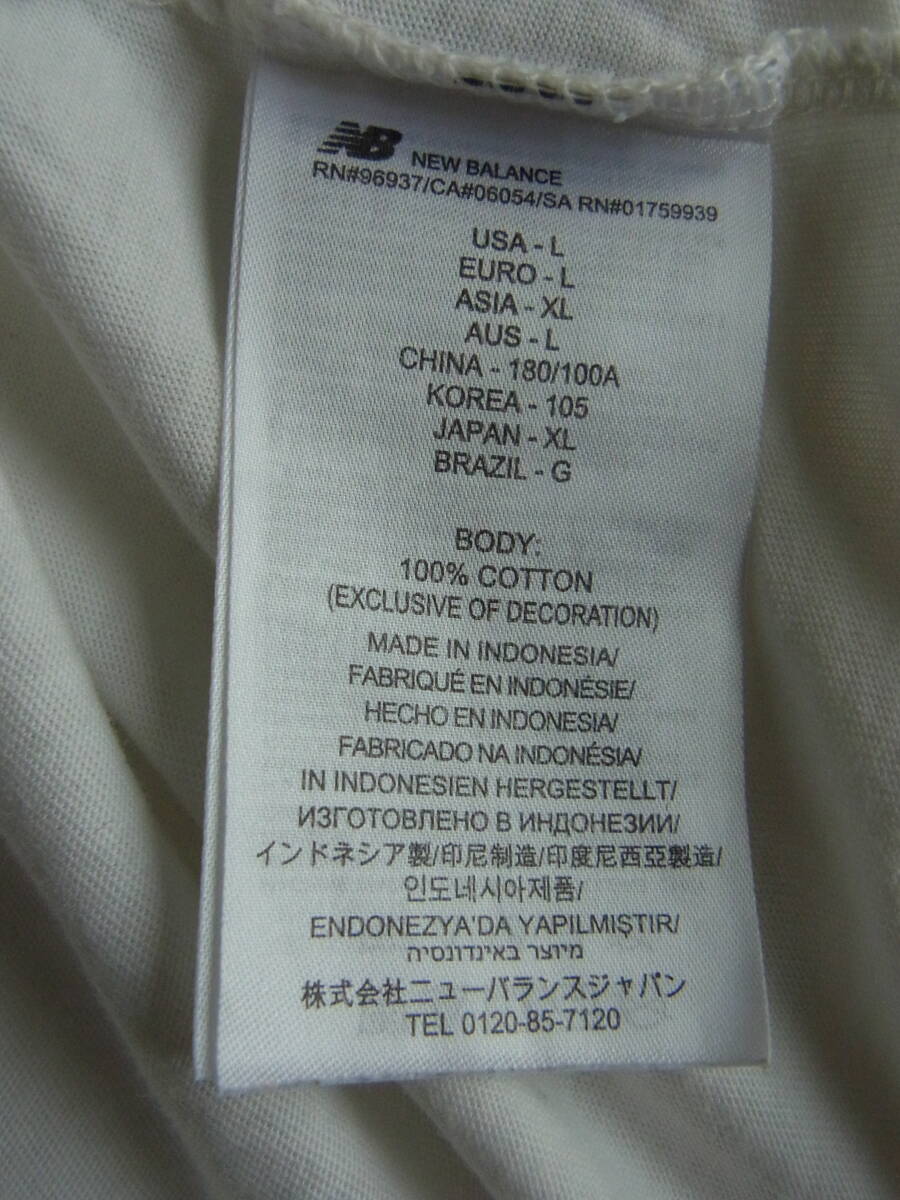 NB NEW BALANCE
RN#96937/CA#06054/SA RN#01759939
USA - L
EURO - L
ASIA - XL
AUS - L
CHINA - 180/100A
KOREA - 105
JAPAN - XL
BRAZIL - G
BODY:
100% COTTON
(EXCLUSIVE OF DECORATION)
MADE IN INDONESIA/
FABRIQUÉ EN INDONÉSIE/
HECHO EN INDONESIA/
FABRICADO NA INDONÉSIA/
IN INDONESIEN HERGESTELLT/
ИЗГОТОВЛЕНО В ИНДОНЕЗИИ/
インドネシア製/印尼制造/印度尼西亞製造/
인도네시아제품/
ENDONEZYA'DA YAPILMIŞTIR/
מיוצר באינדונסיה
株式会社ニューバランスジャパン
TEL 0120-85-7120